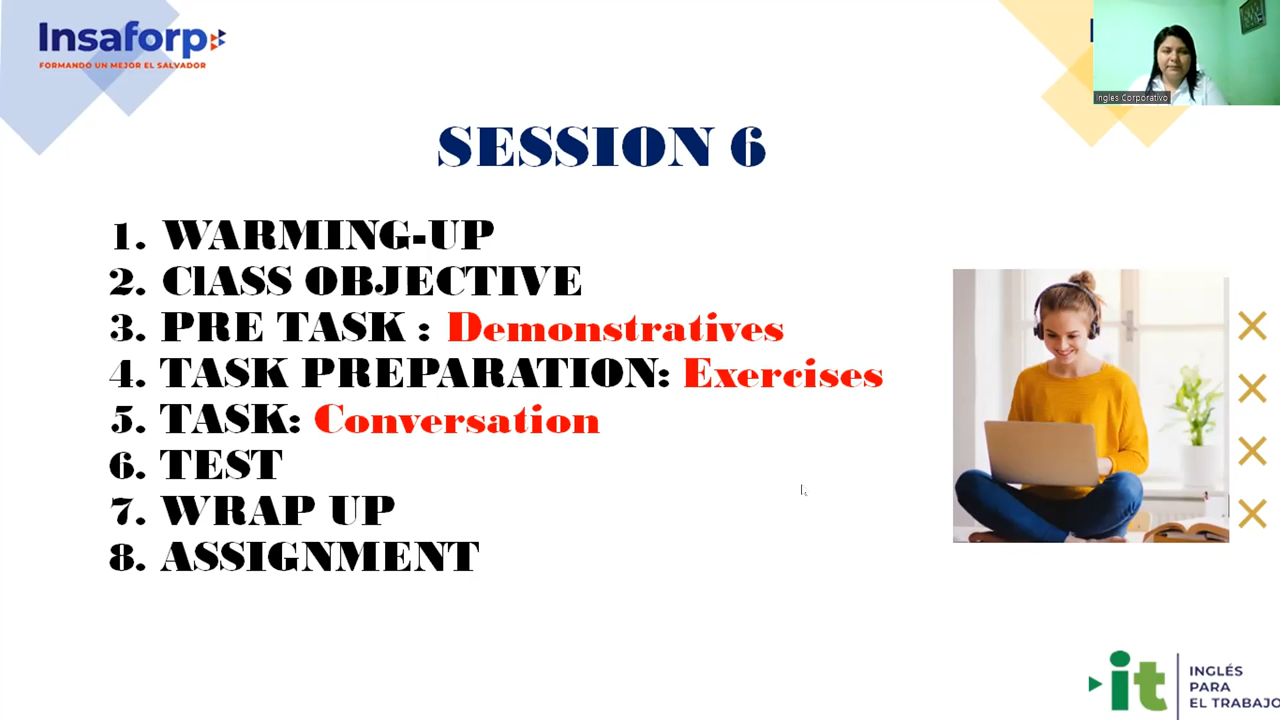 Insaforp
FORMANDO UN MEJOR EL SALVADOR
Ingles Corporativo
SESSION 6
1. WARMING-UP
2. ClASS OBJECTIVE
3. PRE TASK : Demonstratives
4. TASK PREPARATION: Exercises
5. TASK: Conversation
6. TEST
7. WRAP UP
8. ASSIGNMENT
it
INGLÉS
PARA
EL TRABAJO